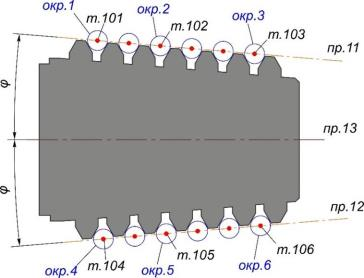 окр.1
т.101
окр.2
т.102
окр.3
т.103
пр.11
φ
пр.13
φ
пр.12
окр.4
т.104
окр.5
т.105
окр.6
т.106